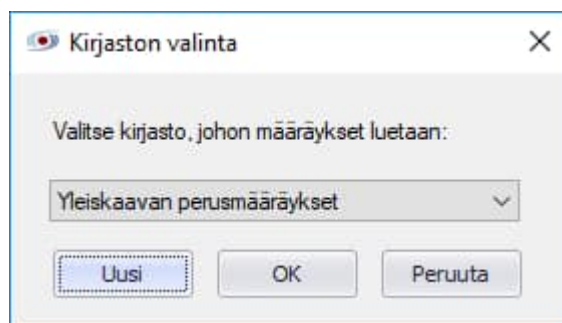 Kirjaston valinta
Valitse kirjasto, johon määräykset luetaan:
Yleiskaavan perusmääräykset
Uusi OK Peruuta